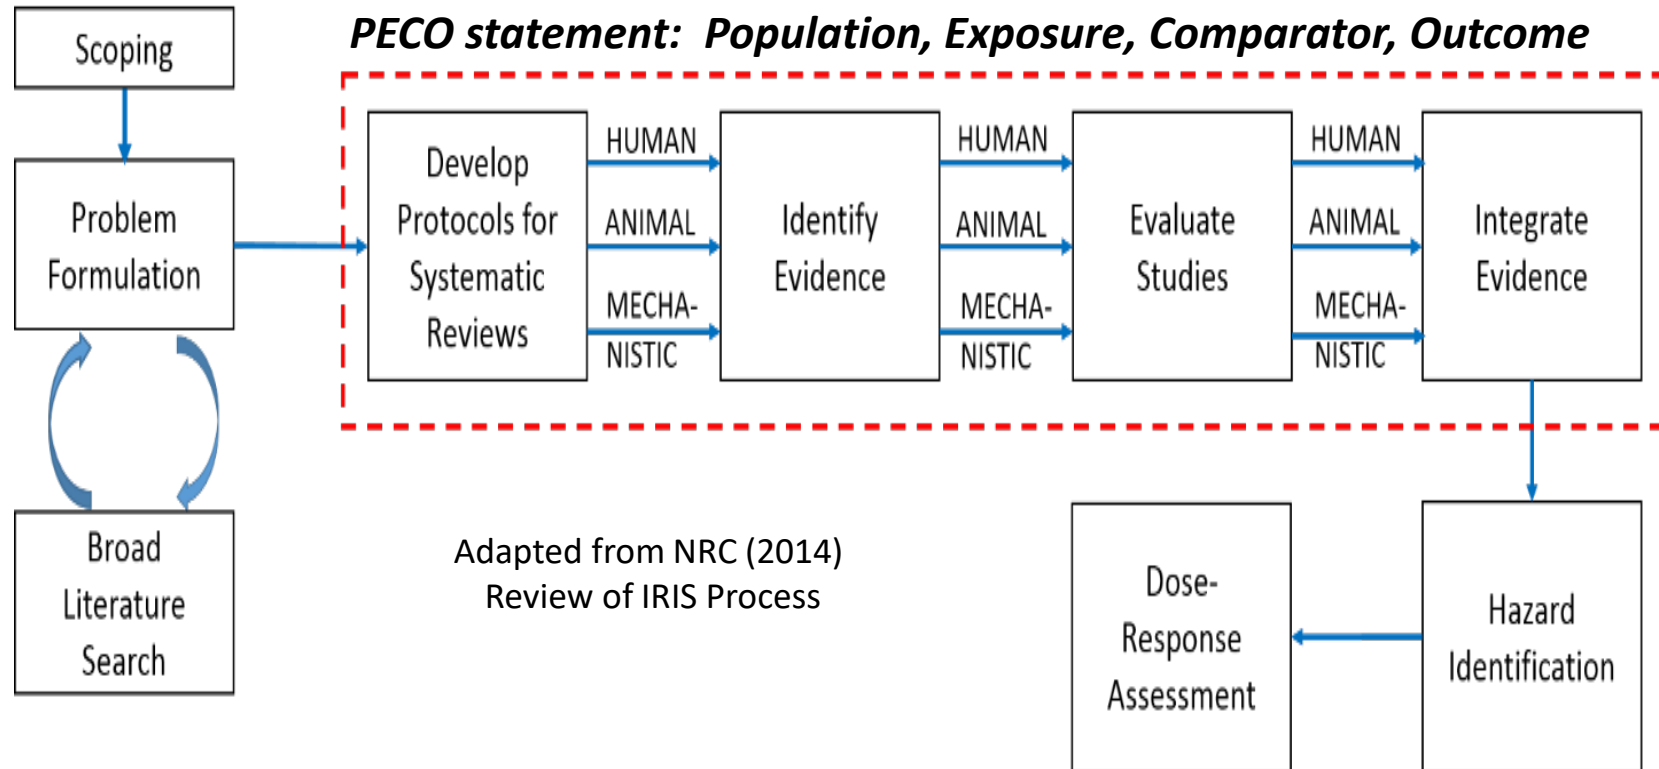 PECO statement:  Population, Exposure, Comparator, Outcome
Scoping
Problem
Formulation
Broad
Literature
Search
Develop
Protocols for
Systematic
Reviews
HUMAN
ANIMAL
MECHA-
NISTIC
Identify
Evidence
HUMAN
ANIMAL
MECHA-
NISTIC
Evaluate
Studies
HUMAN
ANIMAL
MECHA-
NISTIC
Integrate
Evidence
Hazard
Identification
Dose-
Response
Assessment
Adapted from NRC (2014)
Review of IRIS Process